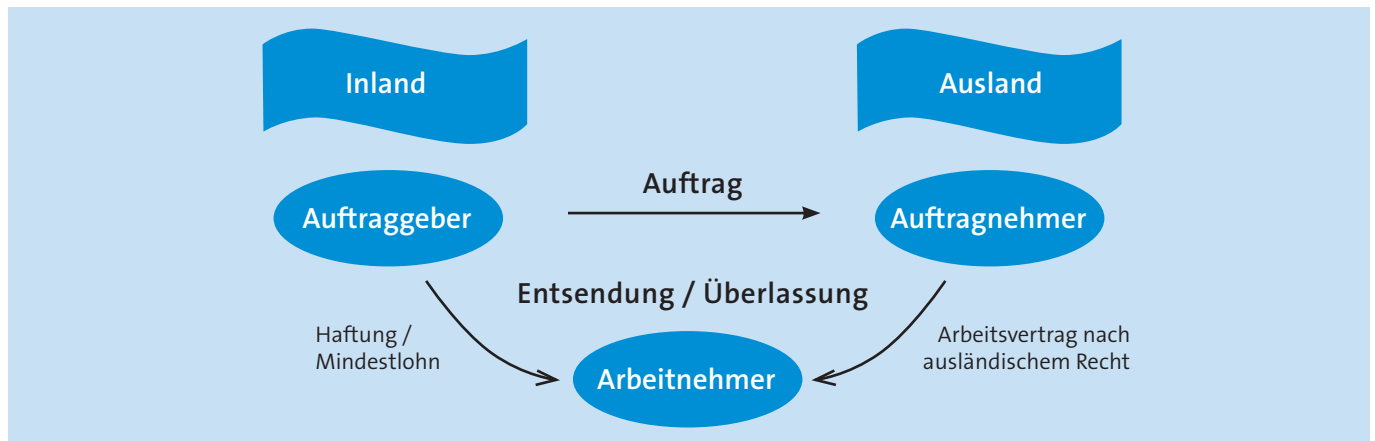 Inland
Ausland
Auftrag
Auftraggeber
Auftragnehmer
Entsendung / Überlassung
Haftung /
Mindestlohn
Arbeitsvertrag nach
ausländischem Recht
Arbeitnehmer